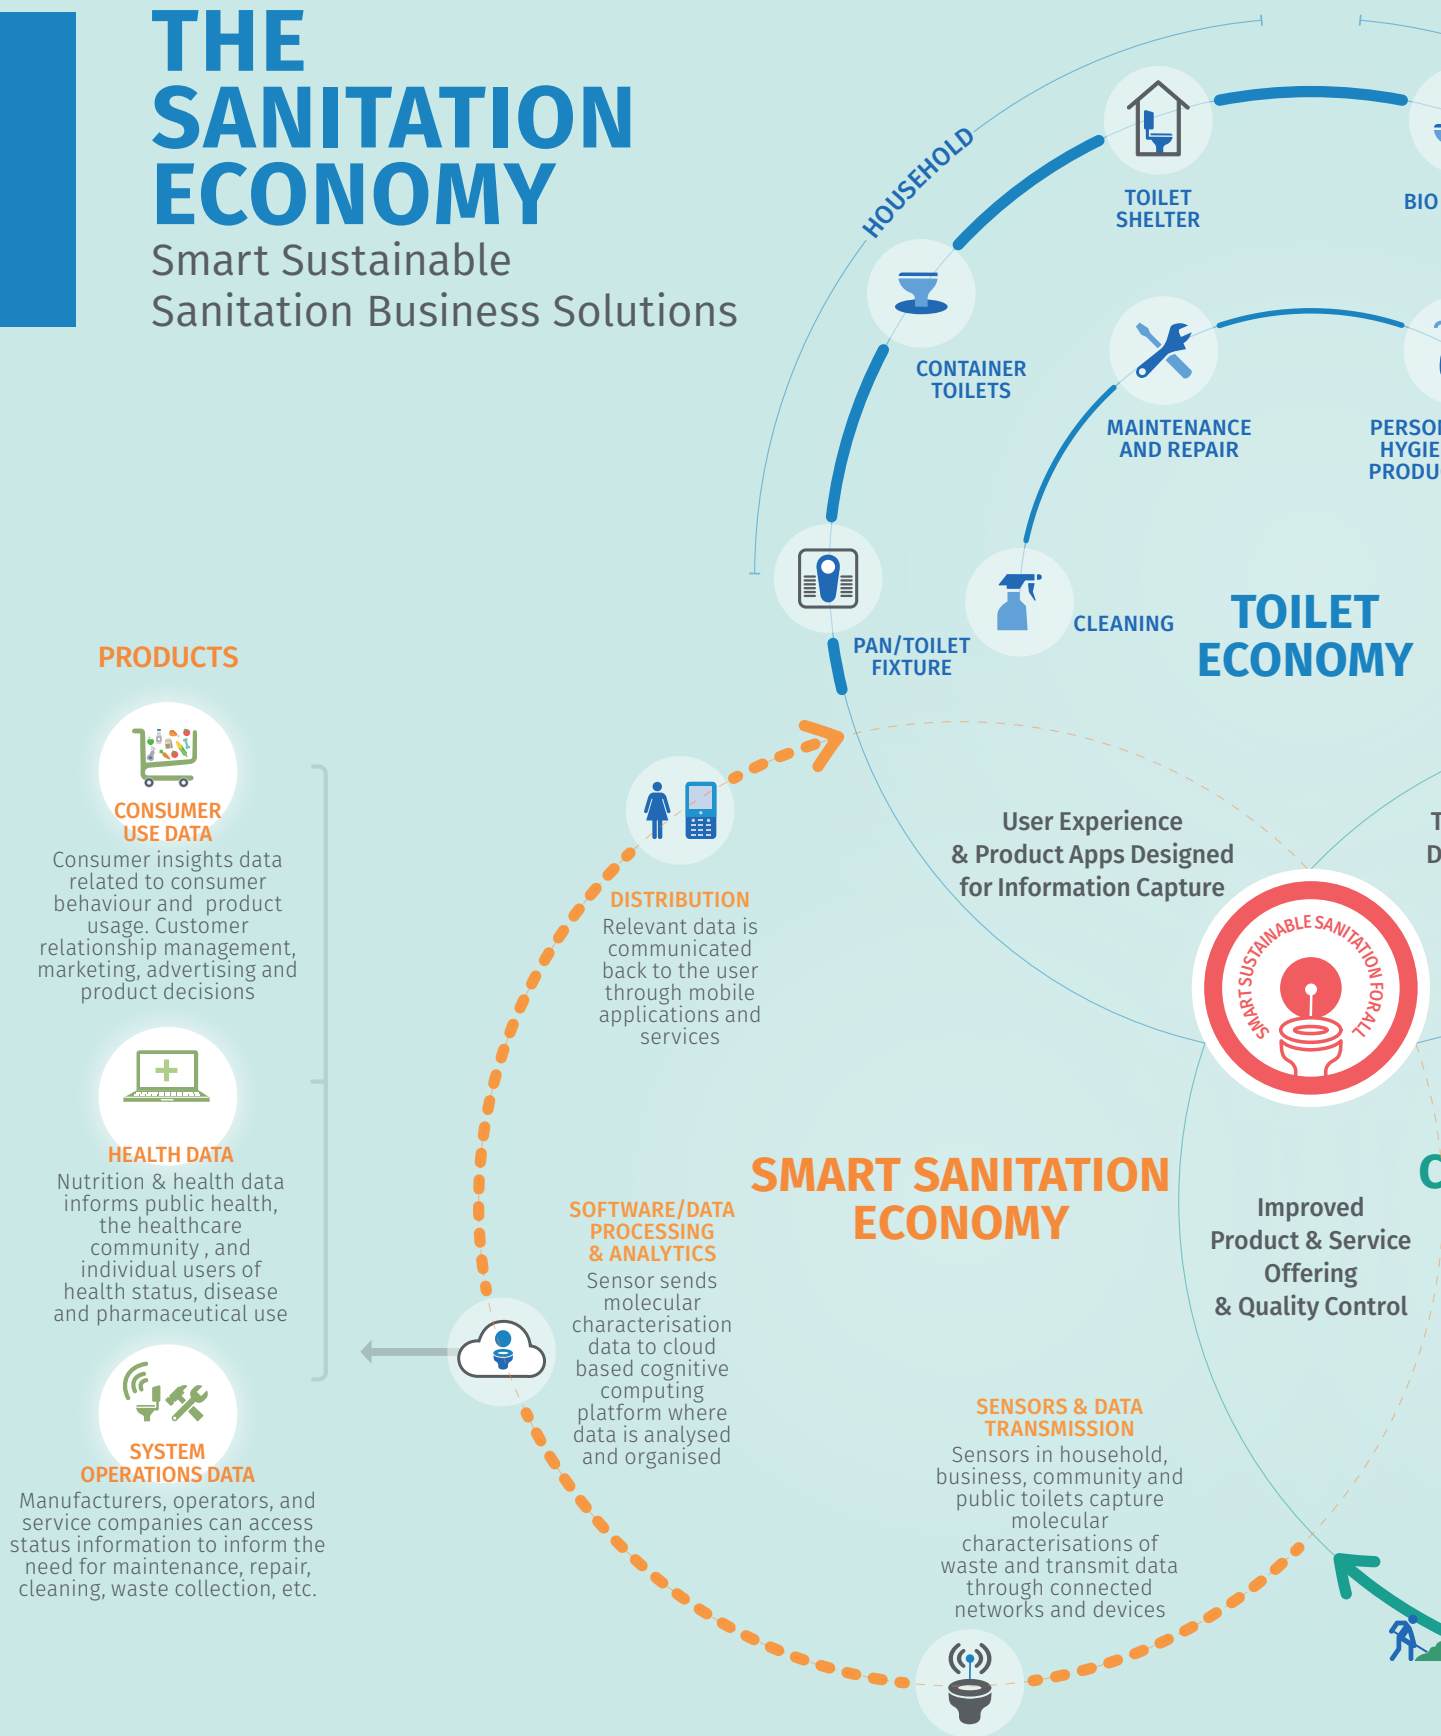 THE
SANITATION
ECONOMY
Smart Sustainable
Sanitation Business Solutions
HOUSEHOLD
TOILET
SHELTER
BIO
CONTAINER
TOILETS
MAINTENANCE
AND REPAIR
PAN/TOILET
FIXTURE
CLEANING
TOILET
ECONOMY
PRODUCTS
CONSUMER
USE DATA
Consumer insights data
related to consumer
behaviour and product
usage. Customer
relationship management,
marketing, advertising and
product decisions
HEALTH DATA
Nutrition & health data
informs public health,
the healthcare
community , and
individual users of
health status, disease
and pharmaceutical use
SYSTEM
OPERATIONS DATA
Manufacturers, operators, and
service companies can access
status information to inform the
need for maintenance, repair,
cleaning, waste collection, etc.
DISTRIBUTION
Relevant data is
communicated
back to the user
through mobile
applications and
services
User Experience
& Product Apps Designed
for Information Capture
SMART SUSTAINABLE SANITATION FOR ALL
SMART SANITATION
ECONOMY
SOFTWARE/DATA
PROCESSING
& ANALYTICS
Sensor sends
molecular
characterisation
data to cloud
based cognitive
computing
platform where
data is analysed
and organised
Improved
Product & Service
Offering
& Quality Control
SENSORS & DATA
TRANSMISSION
Sensors in household,
business, community and
public toilets capture
molecular
characterisations of
waste and transmit data
through connected
networks and devices